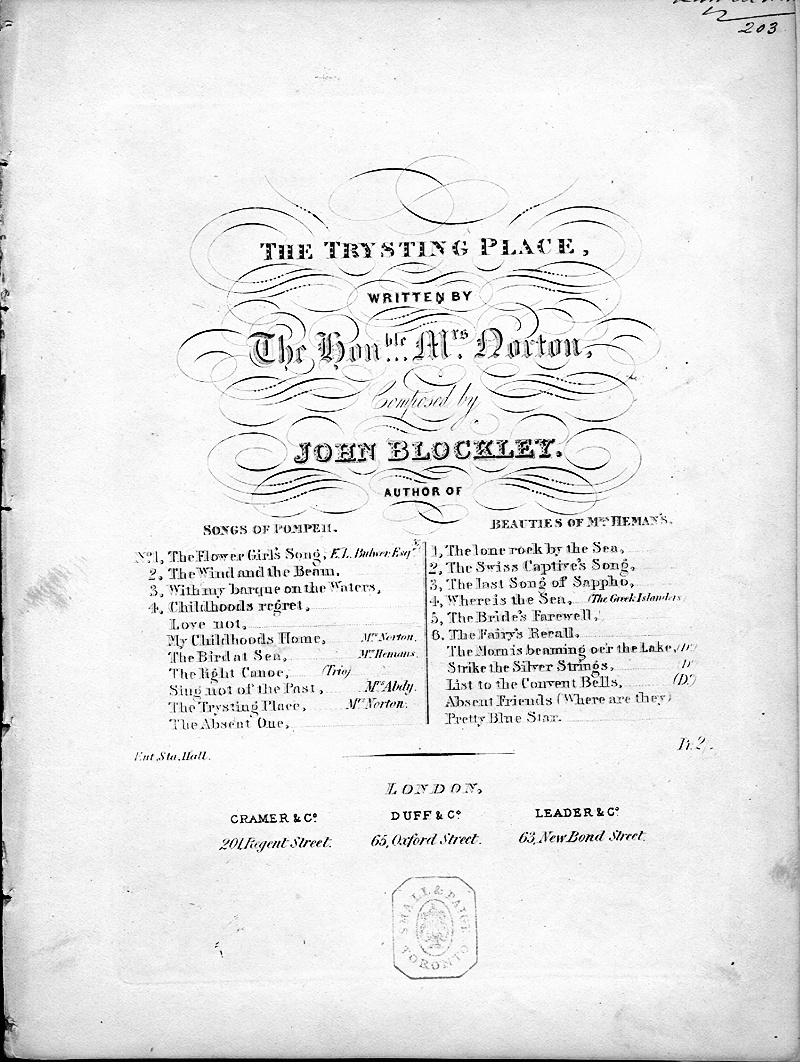 203
THE TRYSTING PLACE,
WRITTEN BY
The Honble. Mrs. Norton,
Composed by
JOHN BLOCKLEY.
AUTHOR OF
SONGS OF POMPEII.
No. 1, The Flower Girl's Song, E.L. Bulwer Esqr.
2, The Wind and the Beam,
3, With my barque on the Waters,
4, Childhoods regret,
Love not,
My Childhoods Home, Mrs. Norton.
The Bird at Sea, Mrs. Hemans.
The light Canoe, (Trio)
Sing not of the Past, Mrs. Abdy.
The Trysting Place, Mrs. Norton.
The Absent One,
BEAUTIES OF Mrs. HEMANS.
1, The lone rock by the Sea,
2, The Swiss Captive's Song,
3, The last Song of Sappho,
4, Where is the Sea, (The Greek Islanders
5, The Bride's Farewell,
6. The Fairy's Recall,
The Morn is beaming oe'r the Lake, (Dt.)
Strike the Silver Strings, Dt.
List to the Convent Bells, (Dt.)
Absent Friends (Where are they)
Pretty Blue Star.
Ent. Sta. Hall.
Pr. 2/.
LONDON,
CRAMER & Co.
201, Regent Street.
DUFF & Co.
65, Oxford Street.
LEADER & Co.
63, New Bond Street.
SMALL & PAIGE
TORONTO